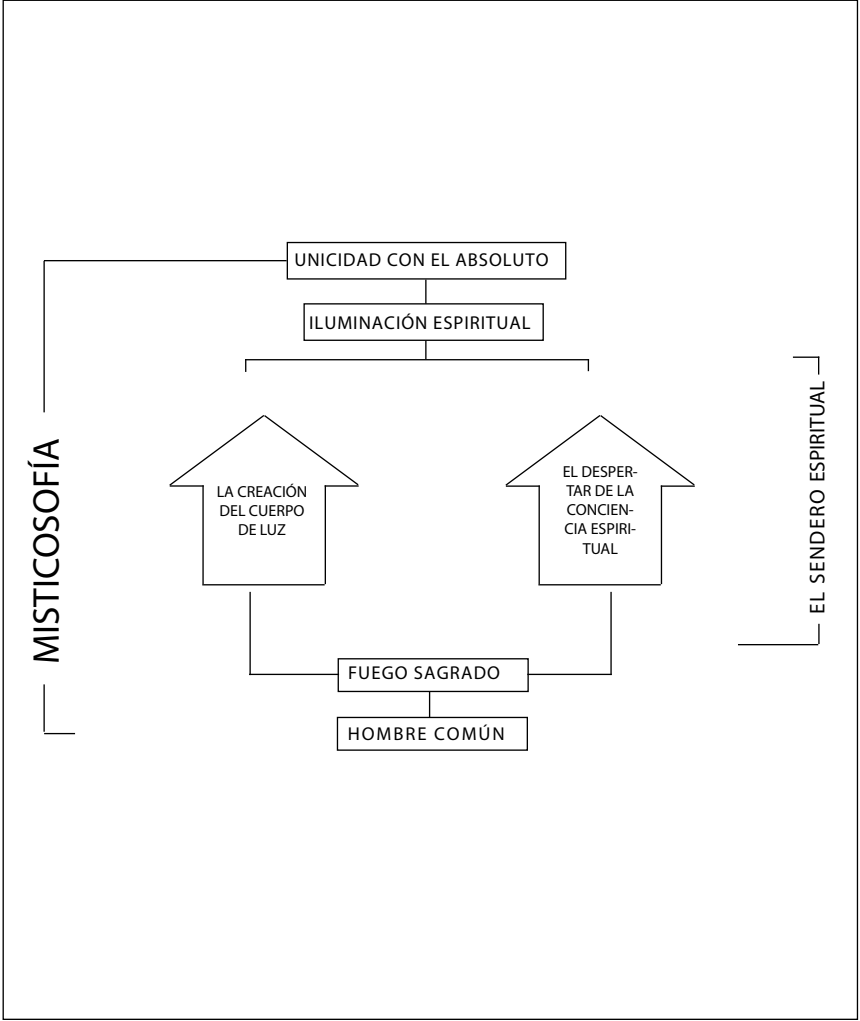 UNICIDAD CON EL ABSOLUTO
ILUMINACIÓN ESPIRITUAL
MISTICOSOFÍA
LA CREACIÓN
DEL CUERPO
DE LUZ
EL DESPER-
TAR DE LA
CONCIEN-
CIA ESPIRI-
TUAL
EL SENDERO ESPIRITUAL
FUEGO SAGRADO
HOMBRE COMÚN